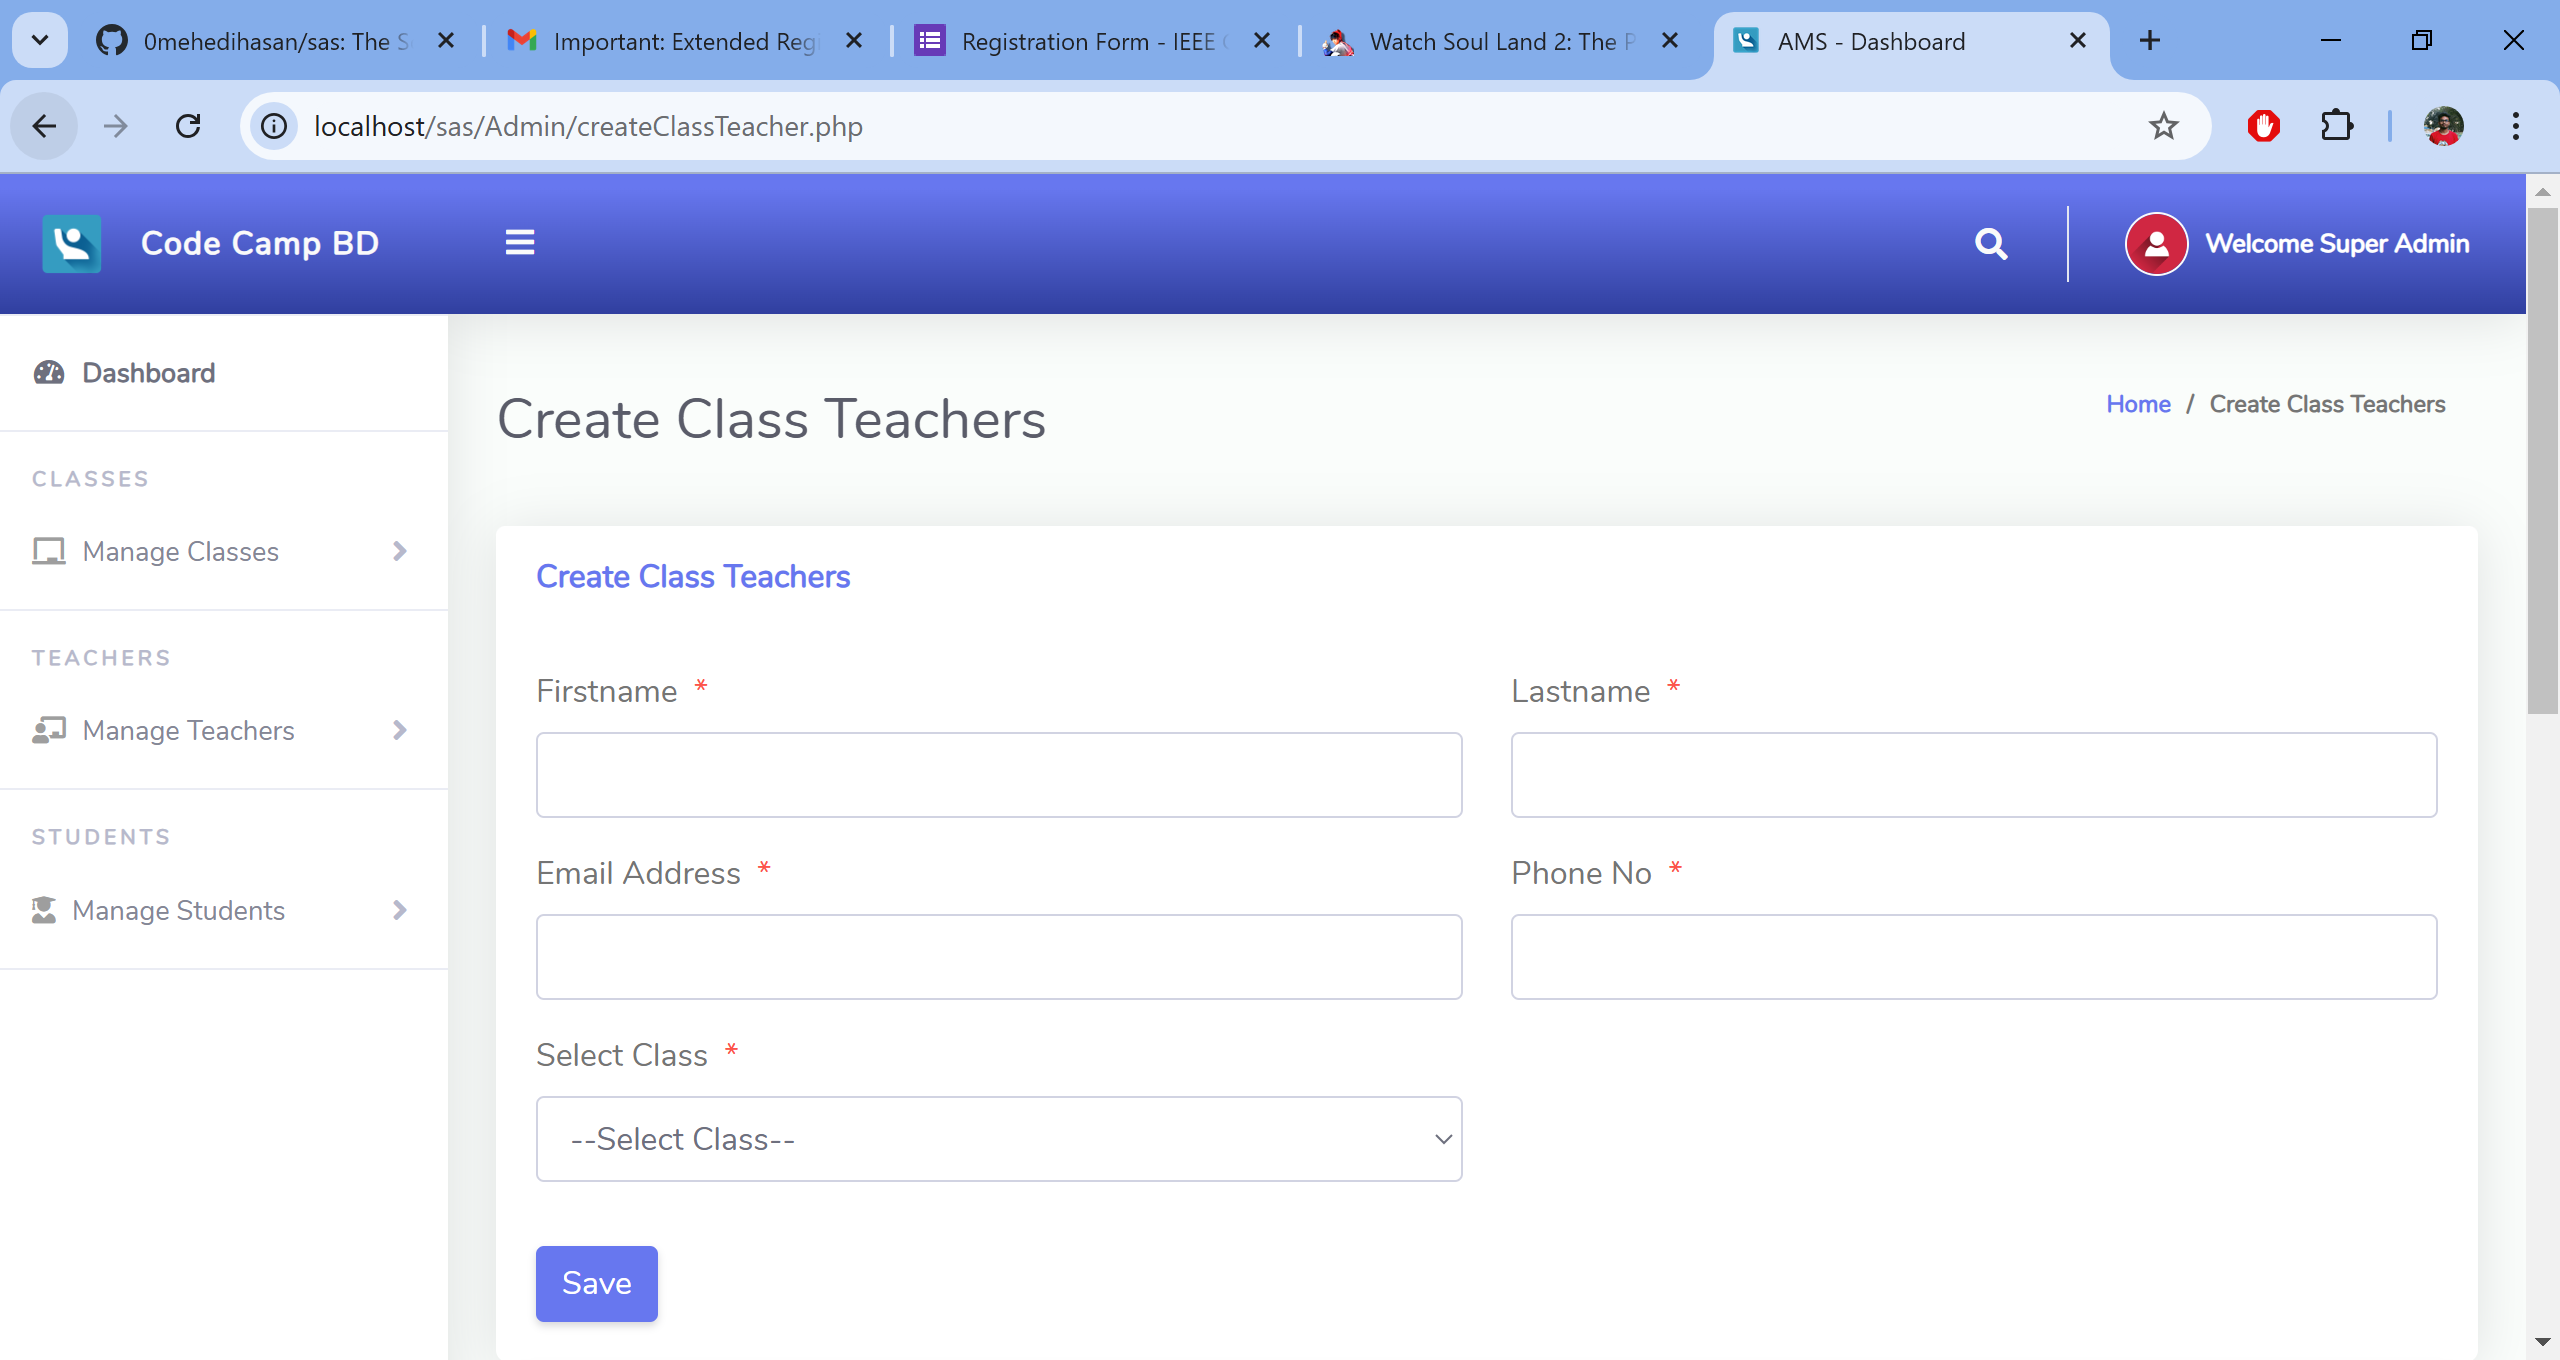 0mehedihasan/sas: The S
Important: Extended Regi
Registration Form - IEEE
Watch Soul Land 2: The P
AMS - Dashboard
localhost/sas/Admin/createClassTeacher.php
Code Camp BD
Welcome Super Admin
Dashboard
CLASSES
Manage Classes
TEACHERS
Manage Teachers
STUDENTS
Manage Students
Create Class Teachers
Home / Create Class Teachers
Create Class Teachers
Firstname *
Lastname *
Email Address *
Phone No *
Select Class *
--Select Class--
Save